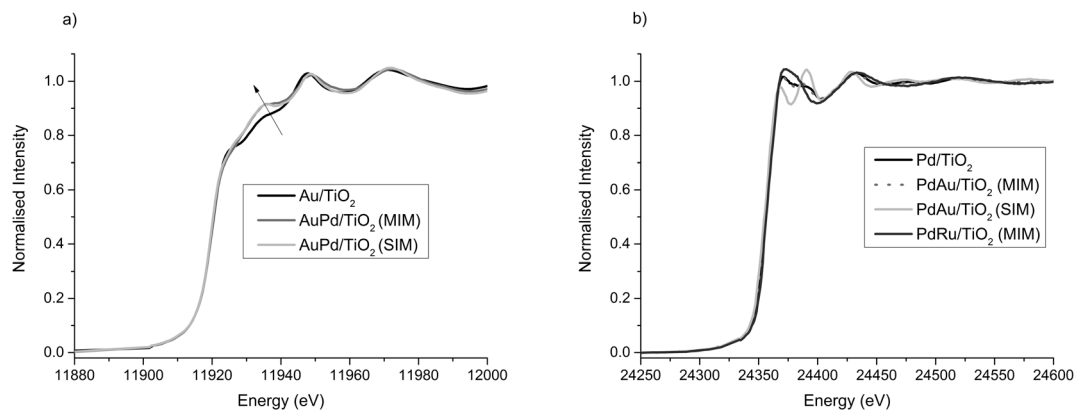 a)
1.0
0.8
0.6
0.4
0.2
0.0
Normalised Intensity
Au/TiO₂
AuPd/TiO₂ (MIM)
AuPd/TiO₂ (SIM)
11880 11900 11920 11940 11960 11980 12000
Energy (eV)
b)
1.0
0.8
0.6
0.4
0.2
0.0
Normalised Intensity
Pd/TiO₂
PdAu/TiO₂ (MIM)
PdAu/TiO₂ (SIM)
PdRu/TiO₂ (MIM)
24250 24300 24350 24400 24450 24500 24550 24600
Energy (eV)